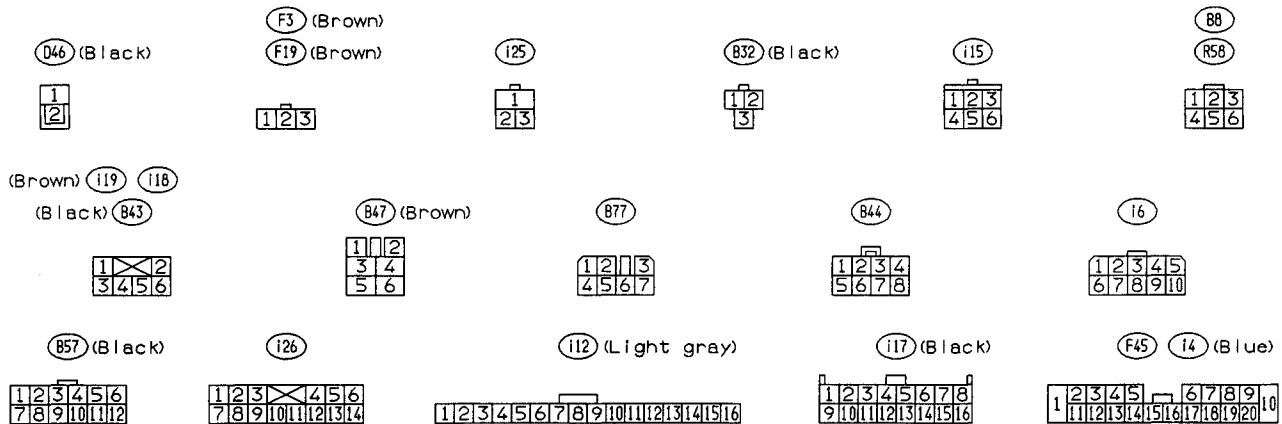 F3 (Brown) B8
D46 (Black) F19 (Brown) i25 B32 (Black) i15 R58
1 1 1 2 1 2 3 1 2 3
2 1 2 3 2 3 3 4 5 6 4 5 6
(Brown) i19 i18
(Black) B43 B47 (Brown) B77 B44 i6
1 2 1 2 1 2 3 1 2 3 4 1 2 3 4 5
3 4 5 6 3 4 4 5 6 7 5 6 7 8 6 7 8 9 10
5 6
B57 (Black) i26 i12 (Light gray) i17 (Black) F45 i4 (Blue)
1 2 3 4 5 6 1 2 3 4 5 6 1 2 3 4 5 6 7 8 2 3 4 5 6 7 8 9
7 8 9 10 11 12 7 8 9 10 11 12 13 14 1 2 3 4 5 6 7 8 9 10 11 12 13 14 15 16 9 10 11 12 13 14 15 16 1 11 12 13 14 15 16 17 18 19 20 10